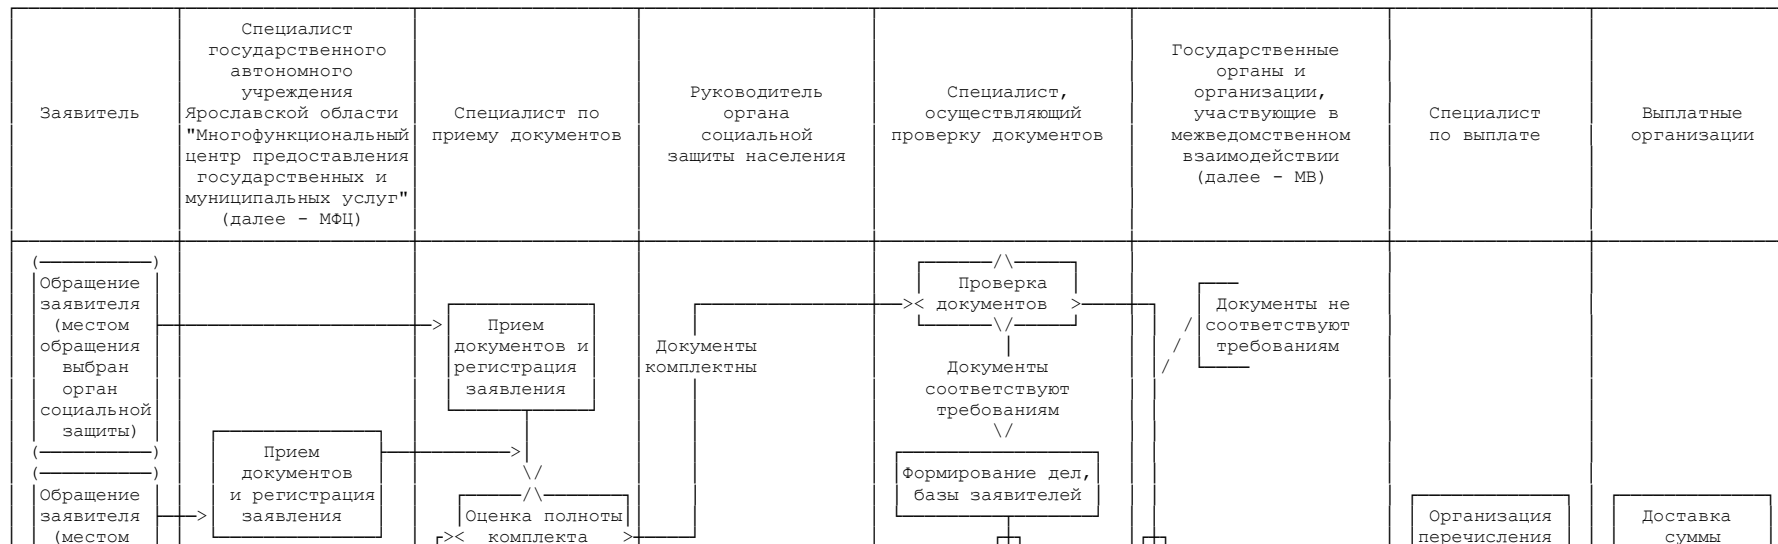 Заявитель
Специалист
государственного
автономного
учреждения
Ярославской области
"Многофункциональный
центр предоставления
государственных и
муниципальных услуг"
(далее - МФЦ)
Специалист по
приему документов
Руководитель
органа
социальной
защиты населения
Специалист,
осуществляющий
проверку документов
Государственные
органы и
организации,
участвующие в
межведомственном
взаимодействии
(далее - МВ)
Специалист
по выплате
Выплатные
организации
Обращение
заявителя
(местом
обращения
выбран
орган
социальной
защиты)
Обращение
заявителя
(местом
Прием
документов
и регистрация
заявления
Прием
документов и
регистрация
заявления
Оценка полноты
комплекта
Документы
комплектны
Проверка
документов
Документы
соответствуют
требованиям
Формирование дел,
базы заявителей
Документы не
соответствуют
требованиям
Организация
перечисления
Доставка
суммы